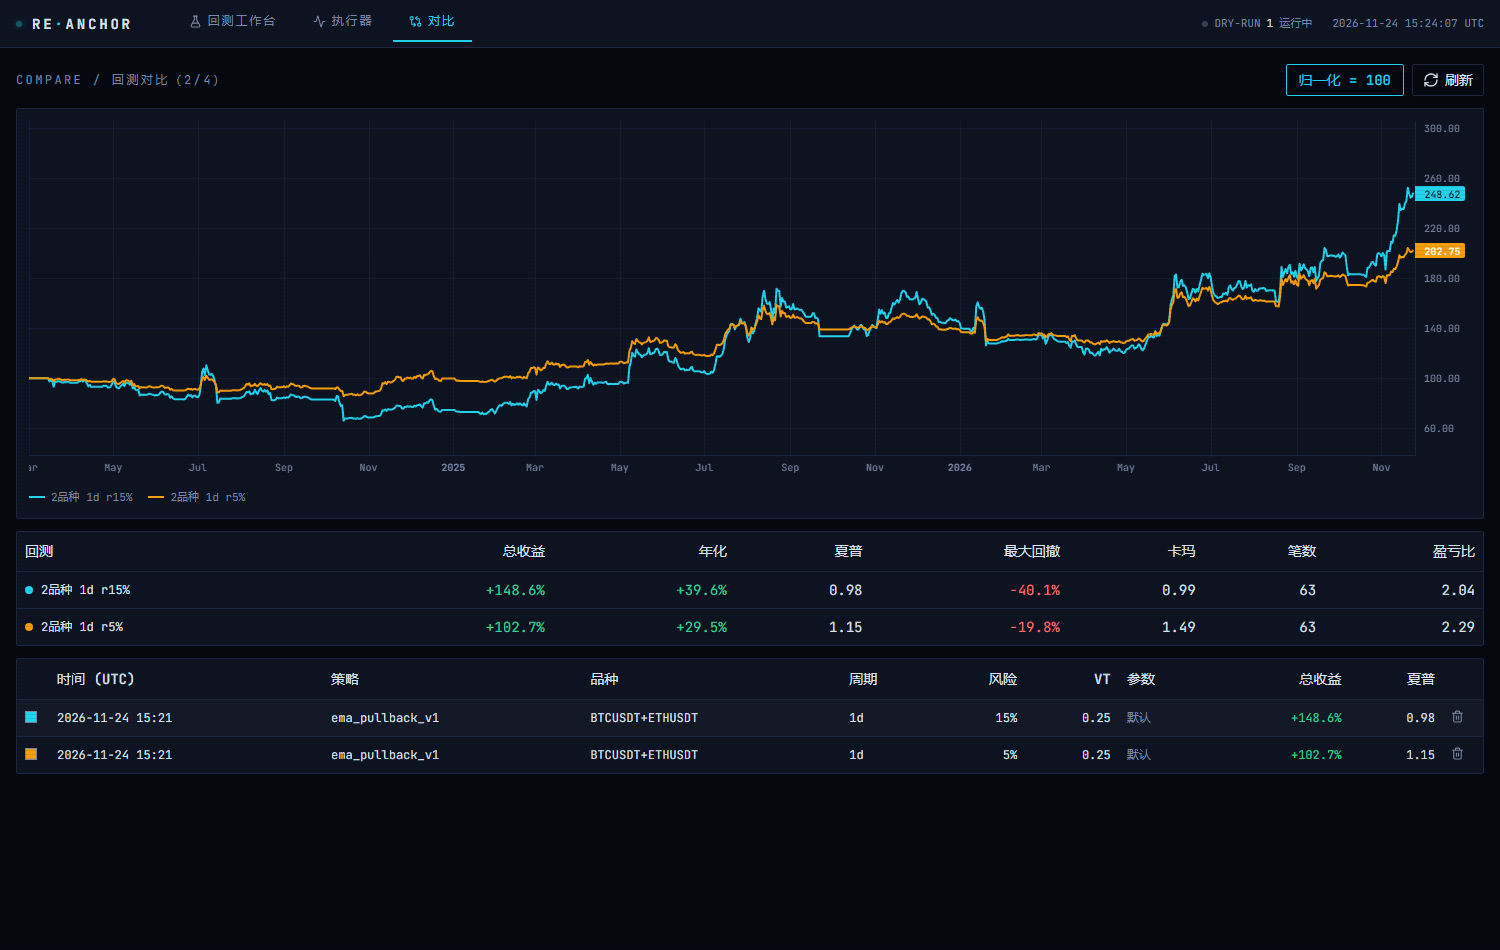 RE·ANCHOR 回测工作台 执行器 对比 DRY-RUN 1 运行中 2026-11-24 15:24:07 UTC
COMPARE / 回测对比 (2/4) 归一化 = 100 刷新
300.00
260.00
248.62
220.00
202.75
180.00
140.00
100.00
60.00
ar May Jul Sep Nov 2025 Mar May Jul Sep Nov 2026 Mar May Jul Sep Nov
2品种 1d r15% 2品种 1d r5%
回测 总收益 年化 夏普 最大回撤 卡玛 笔数 盈亏比
2品种 1d r15% +148.6% +39.6% 0.98 -40.1% 0.99 63 2.04
2品种 1d r5% +102.7% +29.5% 1.15 -19.8% 1.49 63 2.29
时间 (UTC) 策略 品种 周期 风险 VT 参数 总收益 夏普
2026-11-24 15:21 ema_pullback_v1 BTCUSDT+ETHUSDT 1d 15% 0.25 默认 +148.6% 0.98
2026-11-24 15:21 ema_pullback_v1 BTCUSDT+ETHUSDT 1d 5% 0.25 默认 +102.7% 1.15